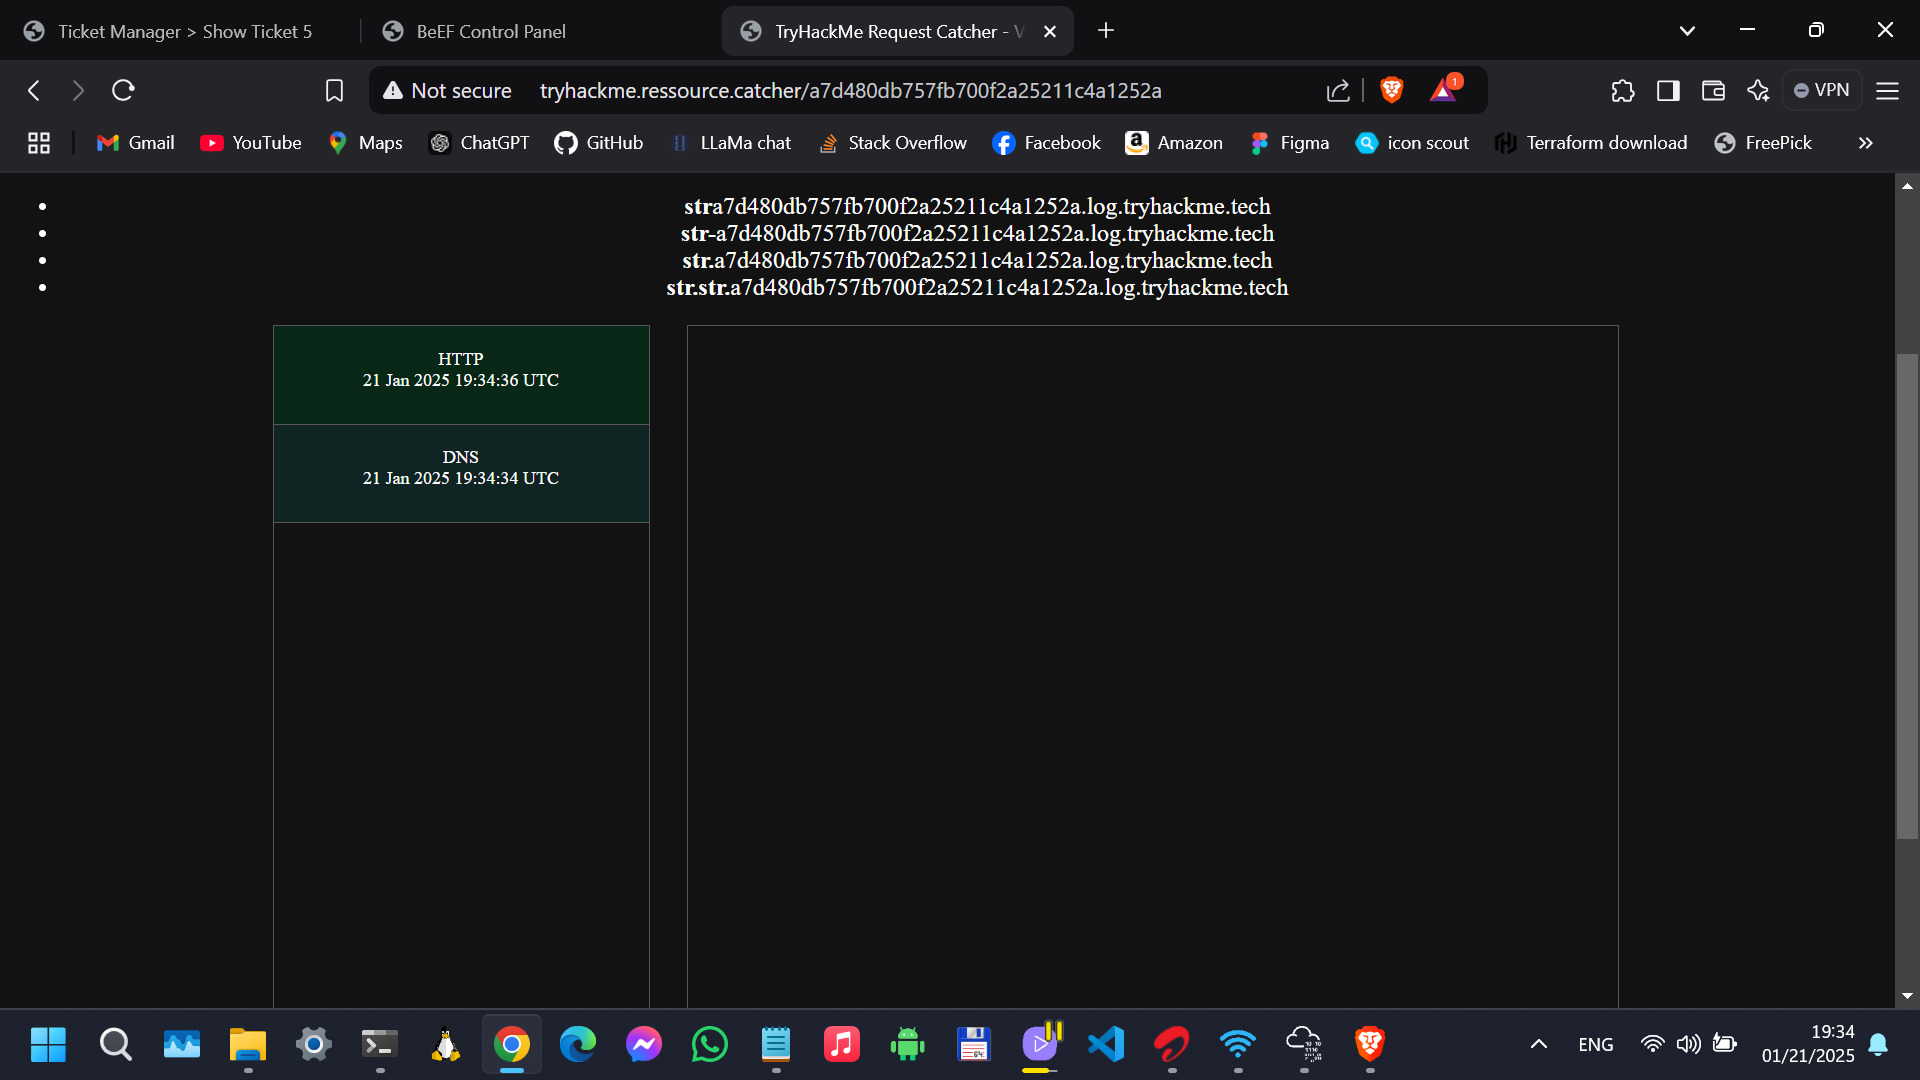 Ticket Manager > Show Ticket 5
BeEF Control Panel
TryHackMe Request Catcher - V
Not secure
tryhackme.ressource.catcher/a7d480db757fb700f2a25211c4a1252a
1
VPN
Gmail
YouTube
Maps
ChatGPT
GitHub
LLaMa chat
Stack Overflow
Facebook
Amazon
Figma
icon scout
Terraform download
FreePick
stra7d480db757fb700f2a25211c4a1252a.log.tryhackme.tech
str-a7d480db757fb700f2a25211c4a1252a.log.tryhackme.tech
str.a7d480db757fb700f2a25211c4a1252a.log.tryhackme.tech
str.str.a7d480db757fb700f2a25211c4a1252a.log.tryhackme.tech
HTTP
21 Jan 2025 19:34:36 UTC
DNS
21 Jan 2025 19:34:34 UTC
ENG
19:34
01/21/2025